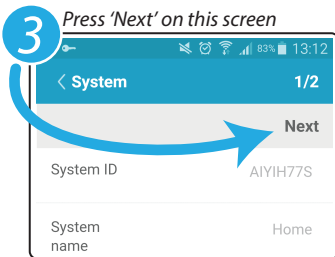 3
Press ‘Next’ on this screen
83% 13:12
< System 1/2
Next
System ID AIYIH77S
System
name
Home